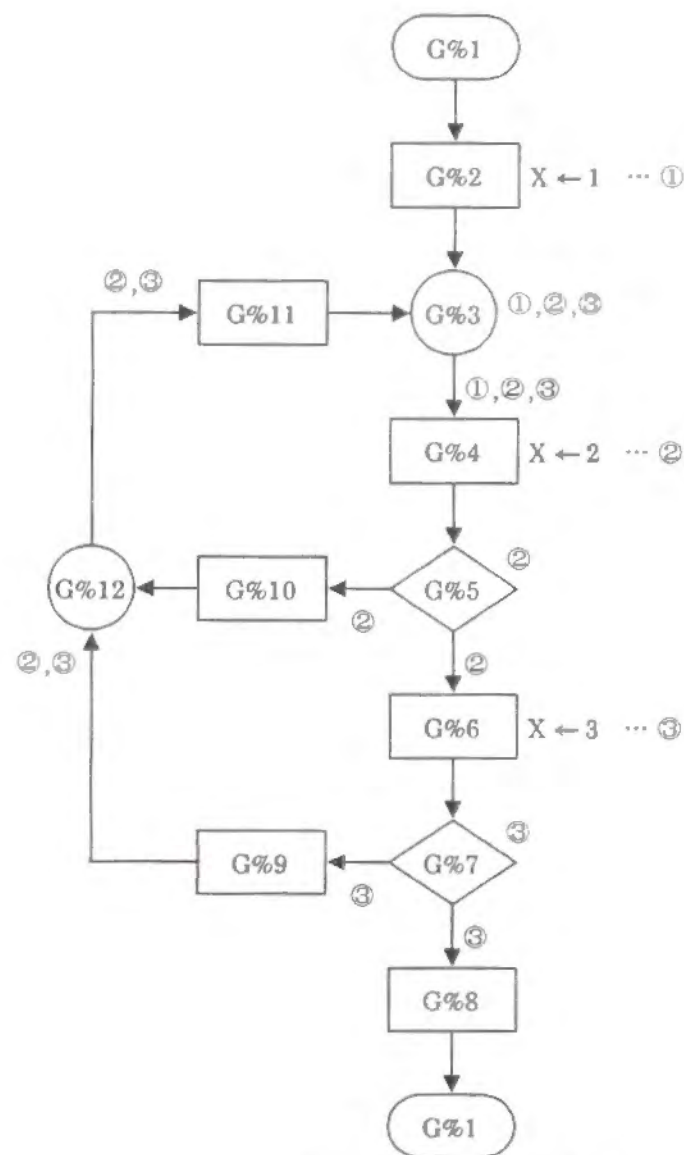 G%1
G%2 X ← 1 … ①
②,③
G%11 G%3 ①,②,③
①,②,③
G%4 X ← 2 … ②
②
G%12 G%10 G%5
②
②,③ ②
G%6 X ← 3 … ③
③
G%9 G%7
③
③
G%8
G%1